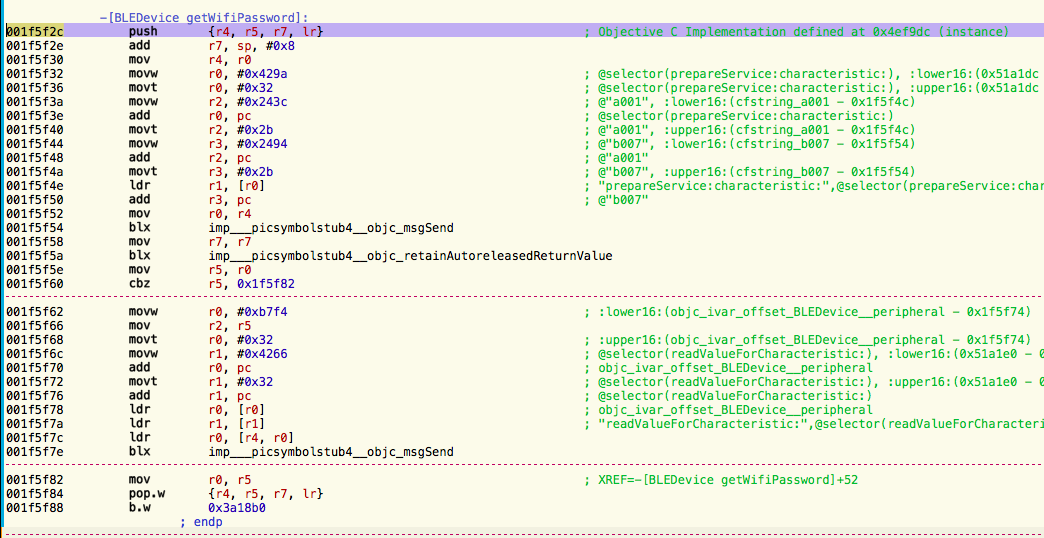 -[BLEDevice getWifiPassword]:
001f5f2c push {r4, r5, r7, lr} ; Objective C Implementation defined at 0x4ef9dc (instance)
001f5f2e add r7, sp, #0x8
001f5f30 mov r4, r0
001f5f32 movw r0, #0x429a ; @selector(prepareService:characteristic:), :lower16:(0x51a1dc
001f5f36 movt r0, #0x32 ; @selector(prepareService:characteristic:), :upper16:(0x51a1dc
001f5f3a movw r2, #0x243c ; @"a001", :lower16:(cfstring_a001 - 0x1f5f4c)
001f5f3e add r0, pc ; @selector(prepareService:characteristic:)
001f5f40 movt r2, #0x2b ; @"a001", :upper16:(cfstring_a001 - 0x1f5f4c)
001f5f44 movw r3, #0x2494 ; @"b007", :lower16:(cfstring_b007 - 0x1f5f54)
001f5f48 add r2, pc ; @"a001"
001f5f4a movt r3, #0x2b ; @"b007", :upper16:(cfstring_b007 - 0x1f5f54)
001f5f4e ldr r1, [r0] ; "prepareService:characteristic:",@selector(prepareService:char
001f5f50 add r3, pc ; @"b007"
001f5f52 mov r0, r4
001f5f54 blx imp___picsymbolstub4__objc_msgSend
001f5f58 mov r7, r7
001f5f5a blx imp___picsymbolstub4__objc_retainAutoreleasedReturnValue
001f5f5e mov r5, r0
001f5f60 cbz r5, 0x1f5f82
001f5f62 movw r0, #0xb7f4 ; :lower16:(objc_ivar_offset_BLEDevice__peripheral - 0x1f5f74)
001f5f66 mov r2, r5
001f5f68 movt r0, #0x32 ; :upper16:(objc_ivar_offset_BLEDevice__peripheral - 0x1f5f74)
001f5f6c movw r1, #0x4266 ; @selector(readValueForCharacteristic:), :lower16:(0x51a1e0 - 0
001f5f70 add r0, pc ; objc_ivar_offset_BLEDevice__peripheral
001f5f72 movt r1, #0x32 ; @selector(readValueForCharacteristic:), :upper16:(0x51a1e0 - 0
001f5f76 add r1, pc ; @selector(readValueForCharacteristic:)
001f5f78 ldr r0, [r0] ; objc_ivar_offset_BLEDevice__peripheral
001f5f7a ldr r1, [r1] ; "readValueForCharacteristic:",@selector(readValueForCharacteri
001f5f7c ldr r0, [r4, r0]
001f5f7e blx imp___picsymbolstub4__objc_msgSend
001f5f82 mov r0, r5 ; XREF=-[BLEDevice getWifiPassword]+52
001f5f84 pop.w {r4, r5, r7, lr}
001f5f88 b.w 0x3a18b0
; endp